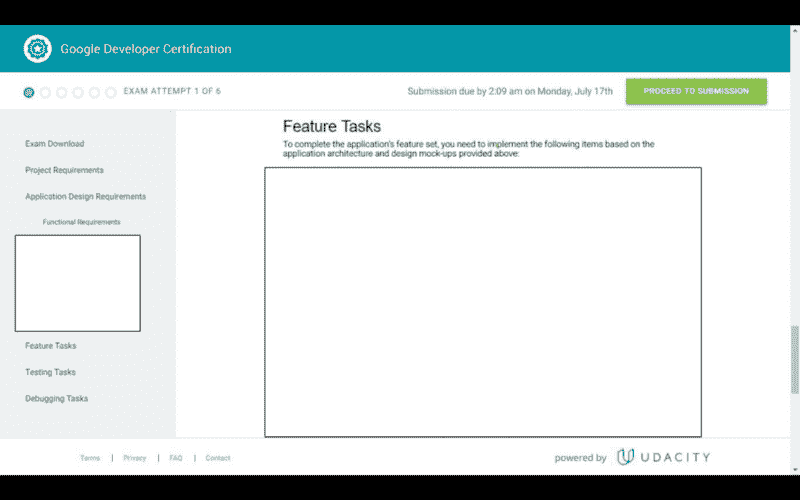 Google Developer Certification
EXAM ATTEMPT 1 OF 6
Submission due by 2:09 am on Monday, July 17th
PROCEED TO SUBMISSION
Exam Download
Project Requirements
Application Design Requirements
Functional Requirements
Feature Tasks
Testing Tasks
Debugging Tasks
Feature Tasks
To complete the application's feature set, you need to implement the following items based on the
application architecture and design mock-ups provided above:
Terms | Privacy | FAQ | Contact
powered by UDACITY